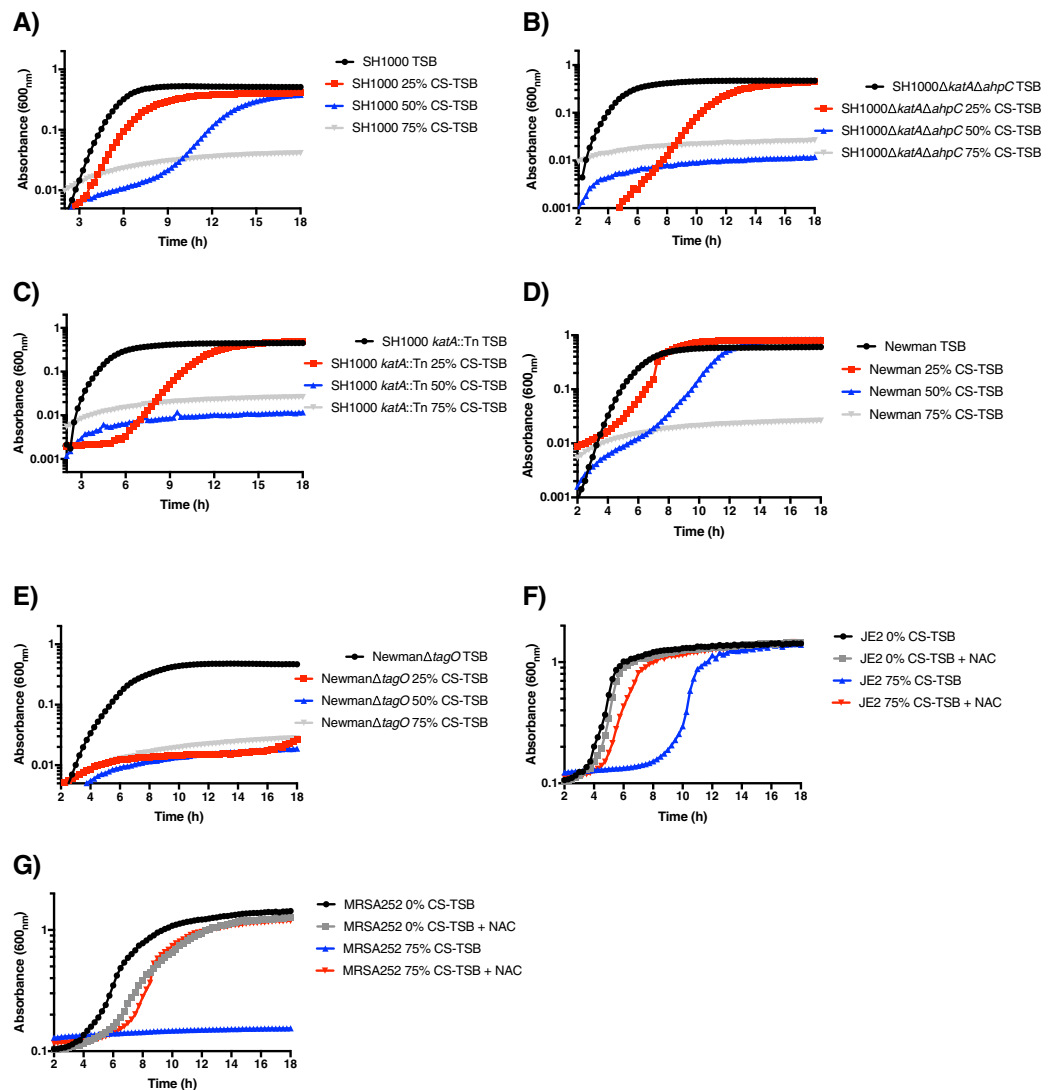 A)
Absorbance (600nm)
1
0.1
0.01
3 6 9 12 15 18
Time (h)
SH1000 TSB
SH1000 25% CS-TSB
SH1000 50% CS-TSB
SH1000 75% CS-TSB
B)
Absorbance (600nm)
1
0.1
0.01
0.001
2 4 6 8 10 12 14 16 18
Time (h)
SH1000ΔkatAΔahpC TSB
SH1000ΔkatAΔahpC 25% CS-TSB
SH1000ΔkatAΔahpC 50% CS-TSB
SH1000ΔkatAΔahpC 75% CS-TSB
C)
Absorbance (600nm)
1
0.1
0.01
0.001
3 6 9 12 15 18
Time (h)
SH1000 katA::Tn TSB
SH1000 katA::Tn 25% CS-TSB
SH1000 katA::Tn 50% CS-TSB
SH1000 katA::Tn 75% CS-TSB
D)
Absorbance (600nm)
1
0.1
0.01
0.001
2 4 6 8 10 12 14 16 18
Time (h)
Newman TSB
Newman 25% CS-TSB
Newman 50% CS-TSB
Newman 75% CS-TSB
E)
Absorbance (600nm)
1
0.1
0.01
2 4 6 8 10 12 14 16 18
Time (h)
NewmanΔtagO TSB
NewmanΔtagO 25% CS-TSB
NewmanΔtagO 50% CS-TSB
NewmanΔtagO 75% CS-TSB
F)
Absorbance (600nm)
1
0.1
2 4 6 8 10 12 14 16 18
Time (h)
JE2 0% CS-TSB
JE2 0% CS-TSB + NAC
JE2 75% CS-TSB
JE2 75% CS-TSB + NAC
G)
Absorbance (600nm)
1
0.1
2 4 6 8 10 12 14 16 18
Time (h)
MRSA252 0% CS-TSB
MRSA252 0% CS-TSB + NAC
MRSA252 75% CS-TSB
MRSA252 75% CS-TSB + NAC